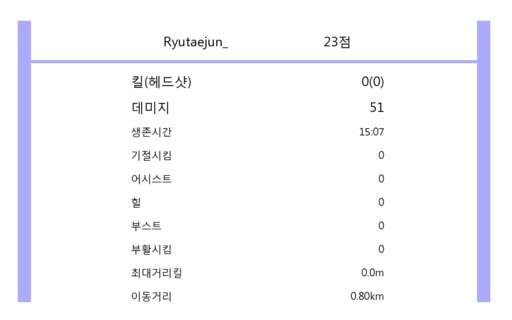 Ryutaejun_ 23점
킬(헤드샷) 0(0)
데미지 51
생존시간 15:07
기절시킴 0
어시스트 0
힐 0
부스트 0
부활시킴 0
최대거리킬 0.0m
이동거리 0.80km